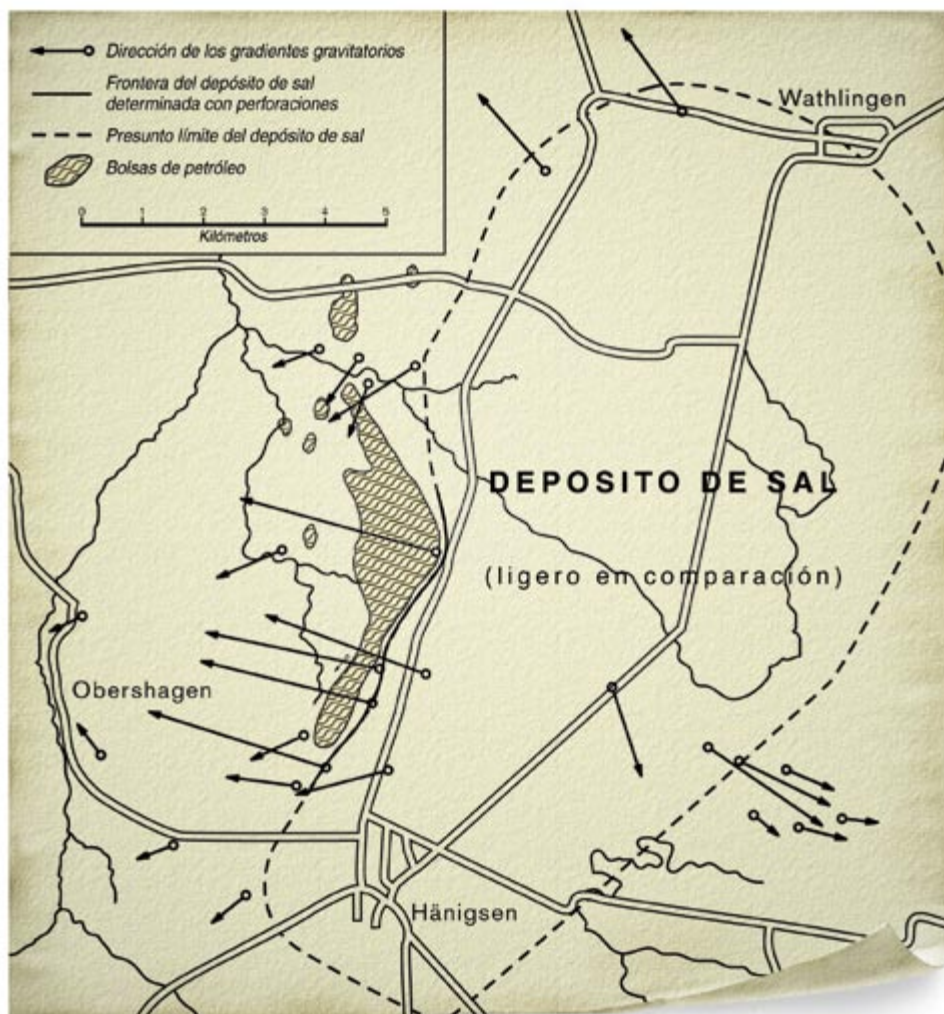 Dirección de los gradientes gravitatorios
Frontera del depósito de sal
determinada con perforaciones
Presunto límite del depósito de sal
Bolsas de petróleo
0 1 2 3 4 5
Kilómetros
Wathlingen
DEPOSITO DE SAL
(ligero en comparación)
Obershagen
Hänigsen